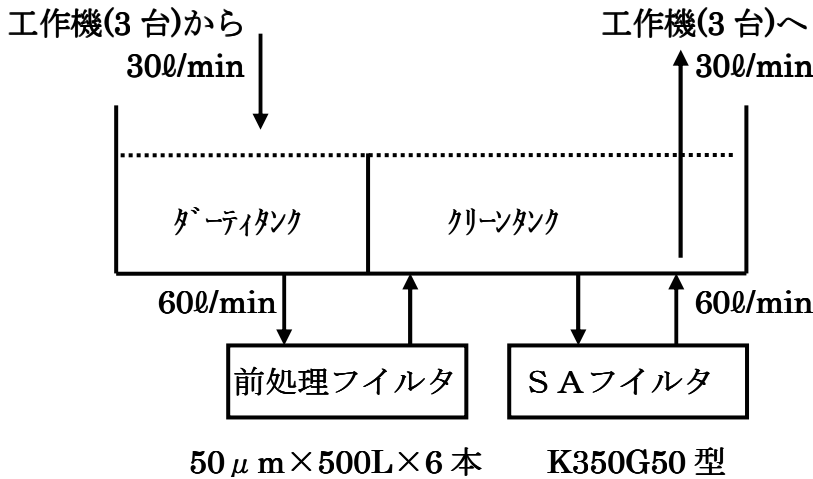 工作機(3 台)から
30ℓ/min
工作機(3 台)へ
30ℓ/min
ﾀﾞｰﾃｨﾀﾝｸ
ｸﾘｰﾝﾀﾝｸ
60ℓ/min
60ℓ/min
前処理フイルタ
ＳＡフイルタ
50μm×500L×6 本
K350G50 型